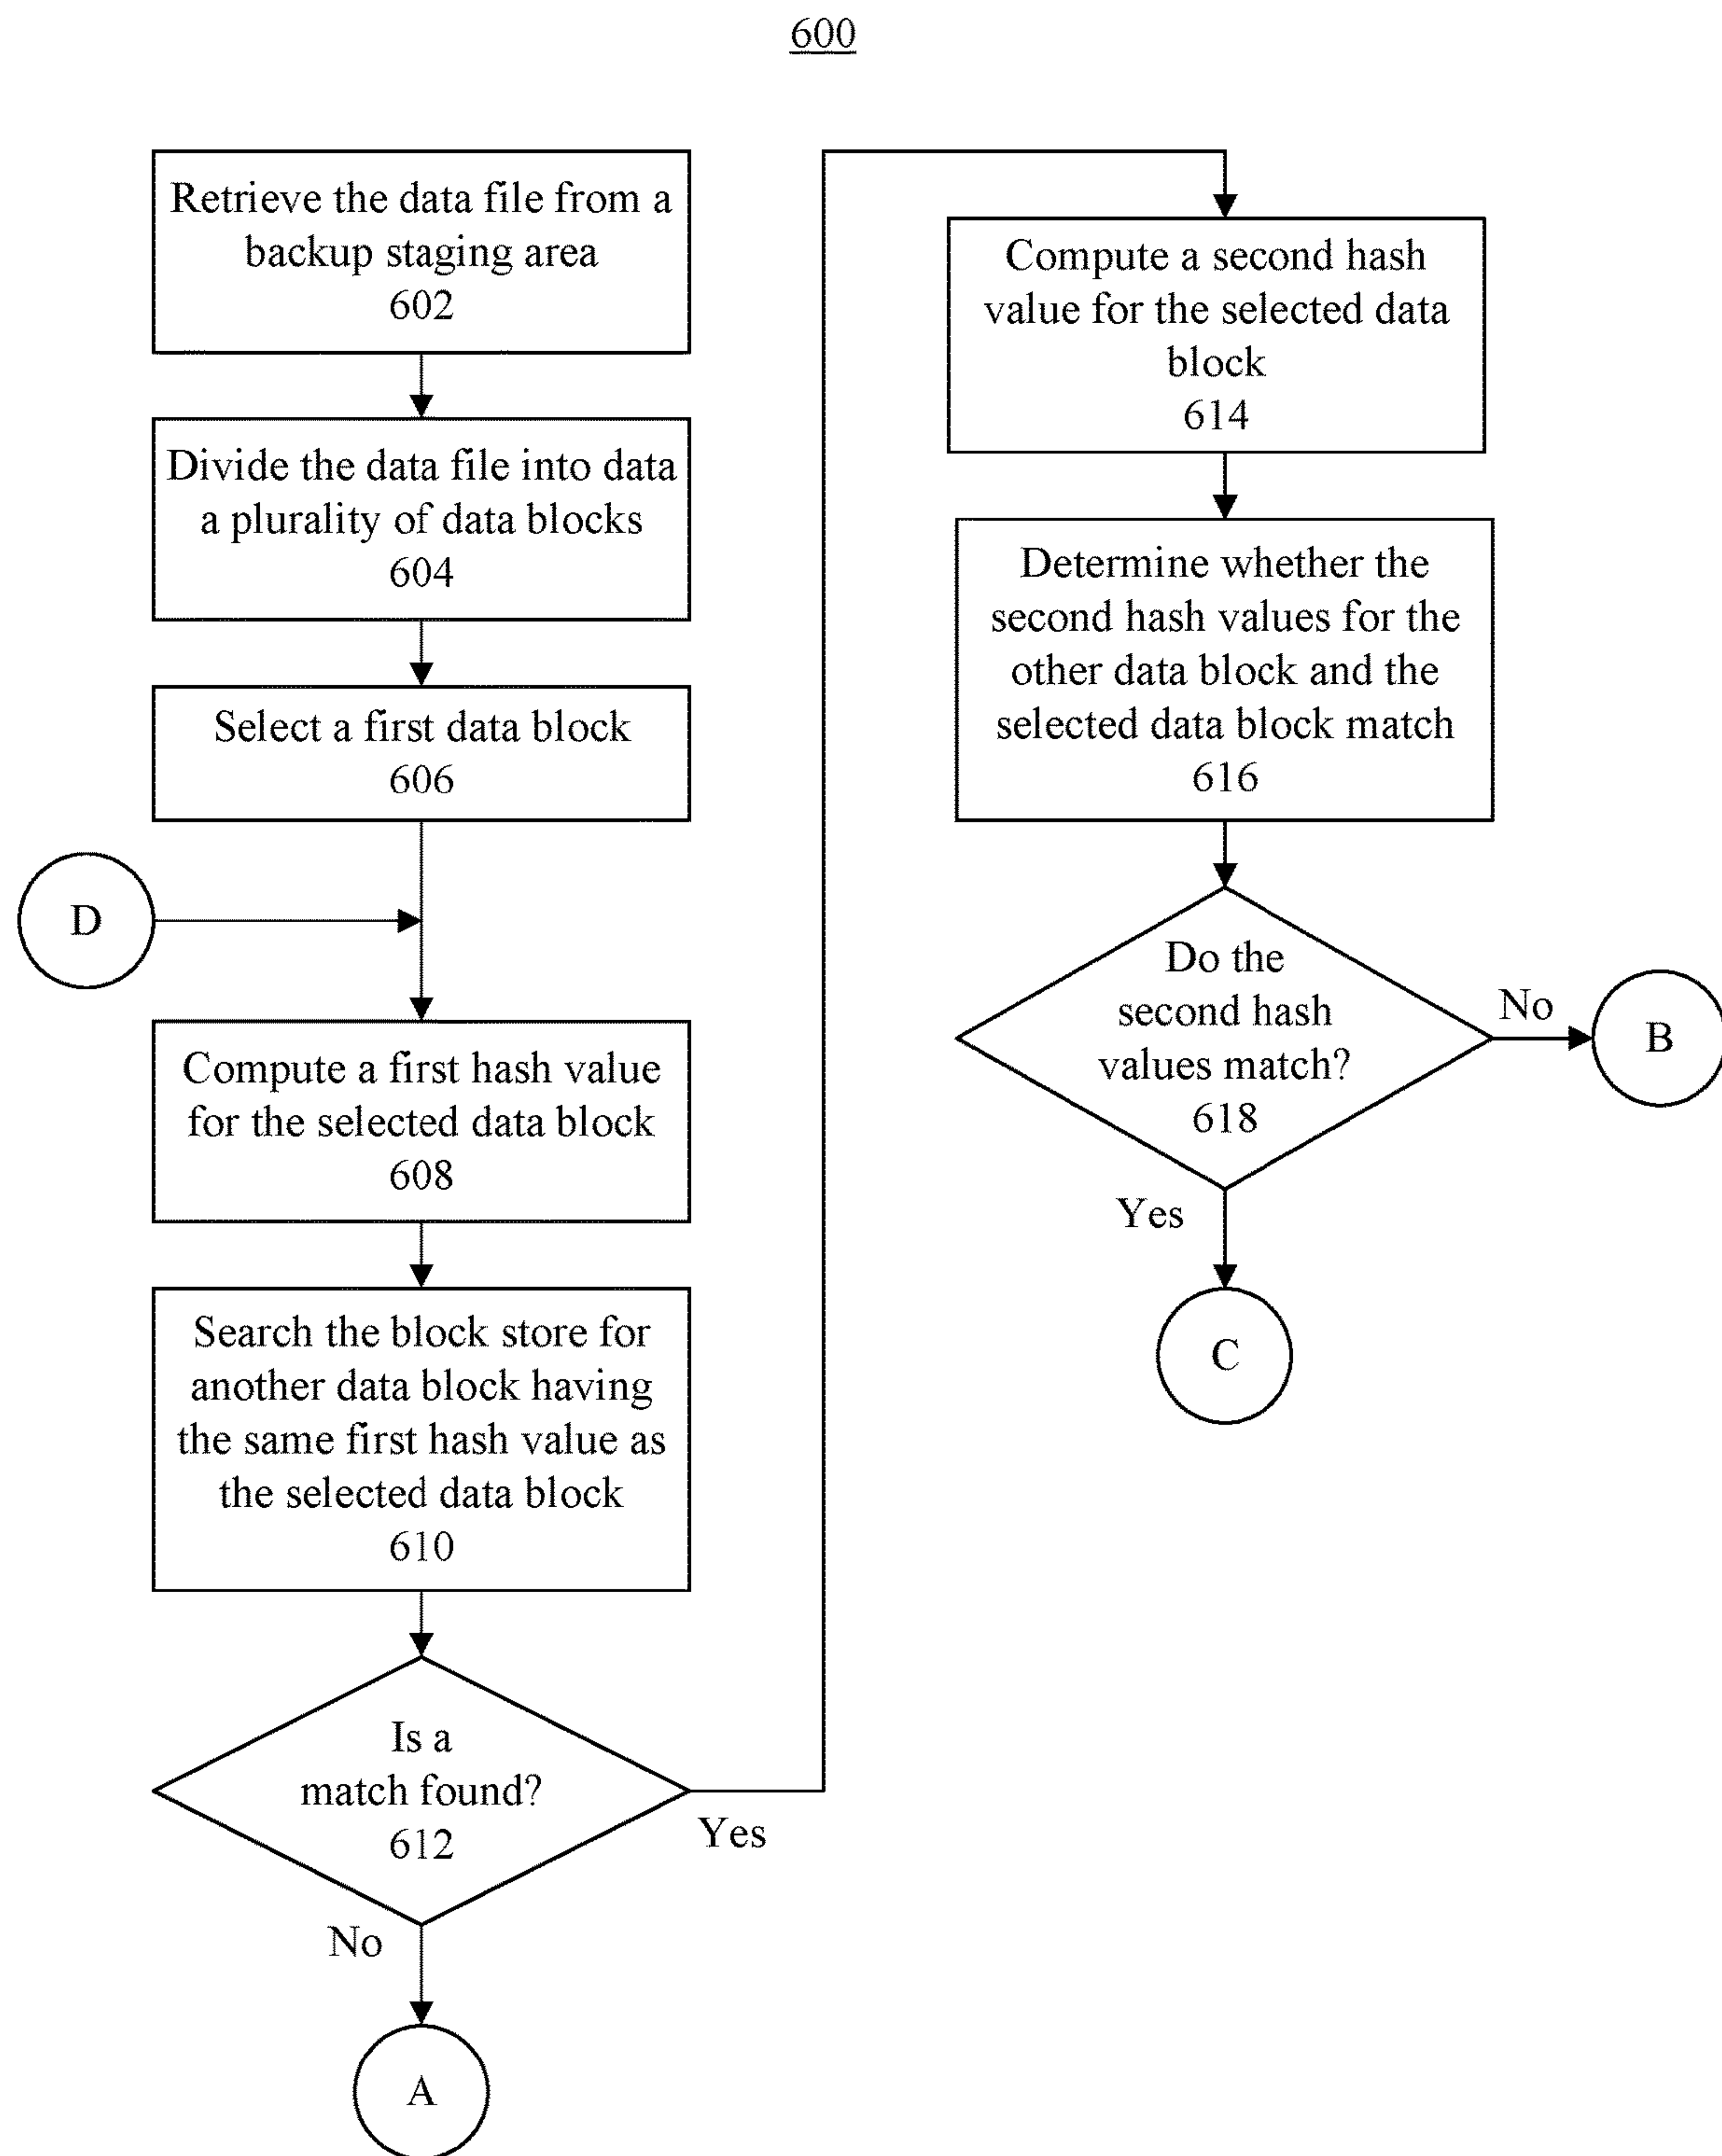 600
Retrieve the data file from a
backup staging area
602
Divide the data file into data
a plurality of data blocks
604
Select a first data block
606
D
Compute a first hash value
for the selected data block
608
Search the block store for
another data block having
the same first hash value as
the selected data block
610
Is a
match found?
612
Yes
No
A
Compute a second hash
value for the selected data
block
614
Determine whether the
second hash values for the
other data block and the
selected data block match
616
Do the
second hash
values match?
618
No
B
Yes
C